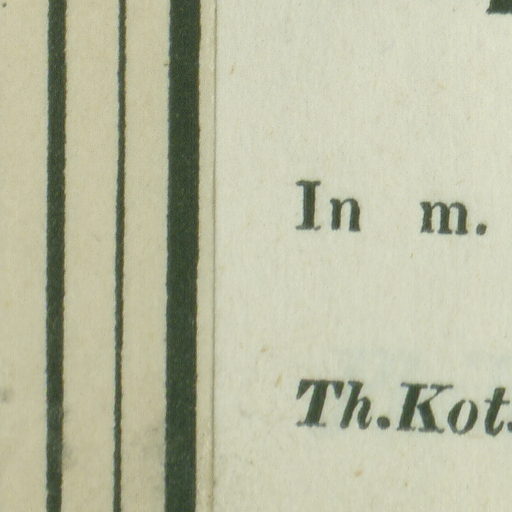 In m.
Th. Kot.